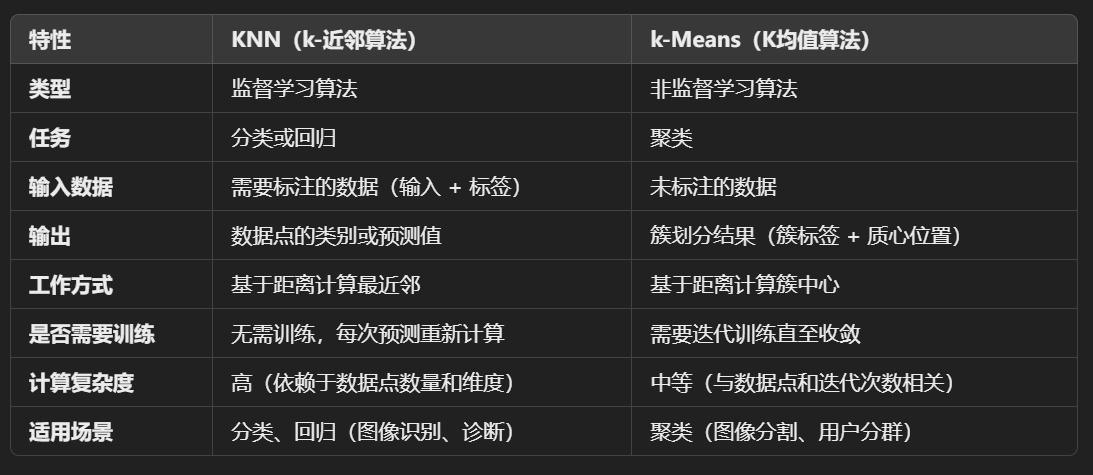 特性 KNN（k-近邻算法） k-Means（K均值算法）
类型 监督学习算法 非监督学习算法
任务 分类或回归 聚类
输入数据 需要标注的数据（输入 + 标签） 未标注的数据
输出 数据点的类别或预测值 簇划分结果（簇标签 + 质心位置）
工作方式 基于距离计算最近邻 基于距离计算簇中心
是否需要训练 无需训练，每次预测重新计算 需要迭代训练直至收敛
计算复杂度 高（依赖于数据点数量和维度） 中等（与数据点和迭代次数相关）
适用场景 分类、回归（图像识别、诊断） 聚类（图像分割、用户分群）